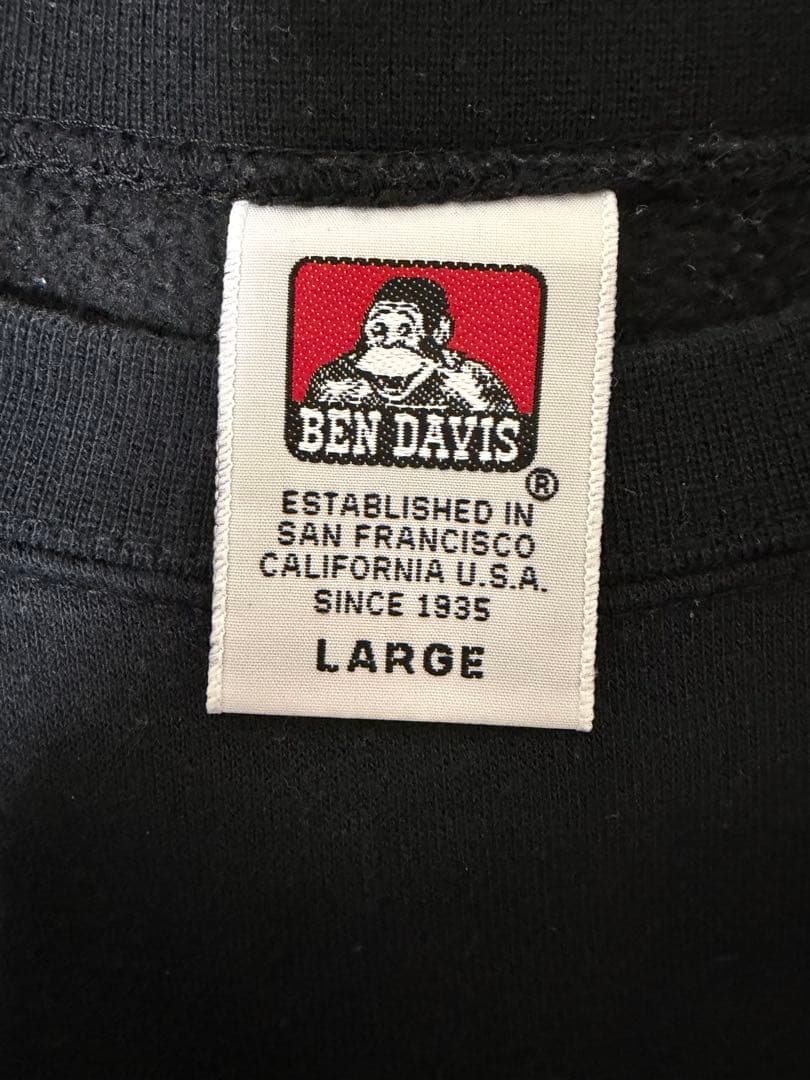 BEN DAVIS
®
ESTABLISHED IN
SAN FRANCISCO
CALIFORNIA U.S.A.
SINCE 1935
LARGE